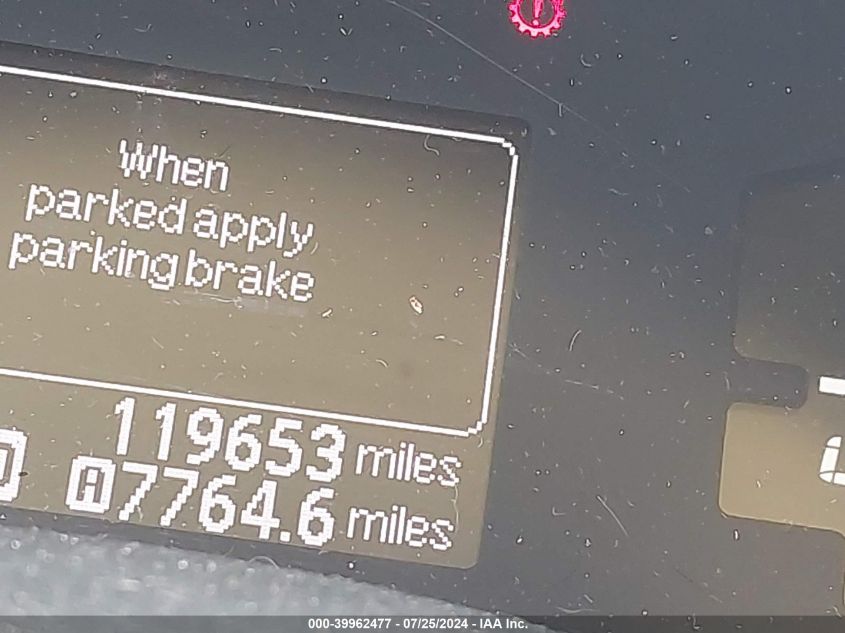 When
parked apply
parking brake
119653 miles
A 7764.6 miles
000-39962477 - 07/25/2024 - IAA Inc.